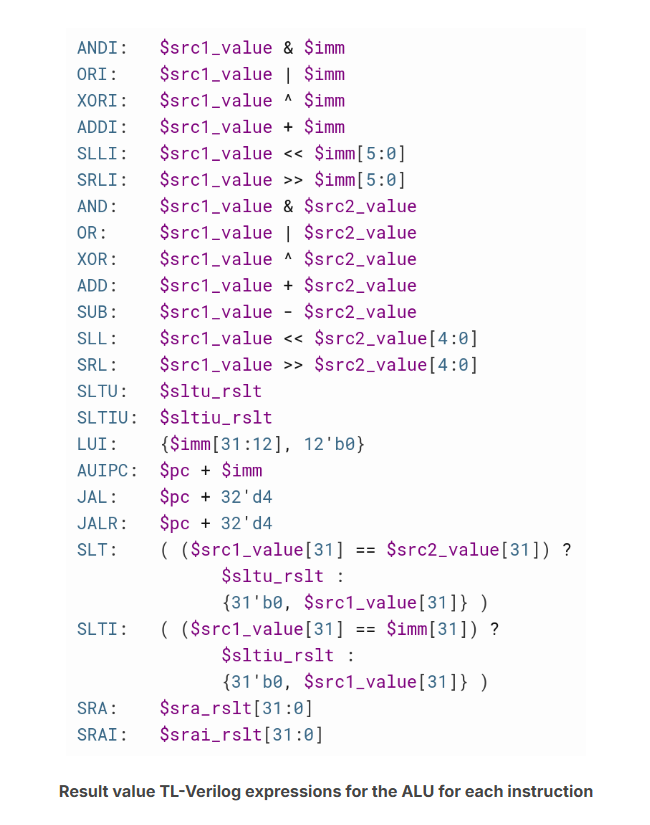 ANDI: $src1_value & $imm
ORI: $src1_value | $imm
XORI: $src1_value ^ $imm
ADDI: $src1_value + $imm
SLLI: $src1_value << $imm[5:0]
SRLI: $src1_value >> $imm[5:0]
AND: $src1_value & $src2_value
OR: $src1_value | $src2_value
XOR: $src1_value ^ $src2_value
ADD: $src1_value + $src2_value
SUB: $src1_value - $src2_value
SLL: $src1_value << $src2_value[4:0]
SRL: $src1_value >> $src2_value[4:0]
SLTU: $sltu_rslt
SLTIU: $sltiu_rslt
LUI: {$imm[31:12], 12'b0}
AUIPC: $pc + $imm
JAL: $pc + 32'd4
JALR: $pc + 32'd4
SLT: ( ($src1_value[31] == $src2_value[31]) ?
$sltu_rslt :
{31'b0, $src1_value[31]} )
SLTI: ( ($src1_value[31] == $imm[31]) ?
$sltiu_rslt :
{31'b0, $src1_value[31]} )
SRA: $sra_rslt[31:0]
SRAI: $srai_rslt[31:0]
Result value TL-Verilog expressions for the ALU for each instruction